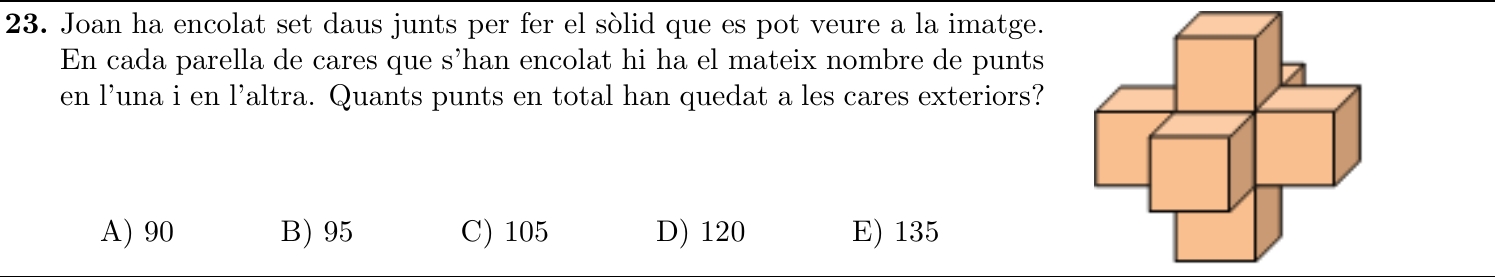 23. Joan ha encolat set daus junts per fer el sòlid que es pot veure a la imatge.
En cada parella de cares que s'han encolat hi ha el mateix nombre de punts
en l'una i en l'altra. Quants punts en total han quedat a les cares exteriors?
A) 90 B) 95 C) 105 D) 120 E) 135